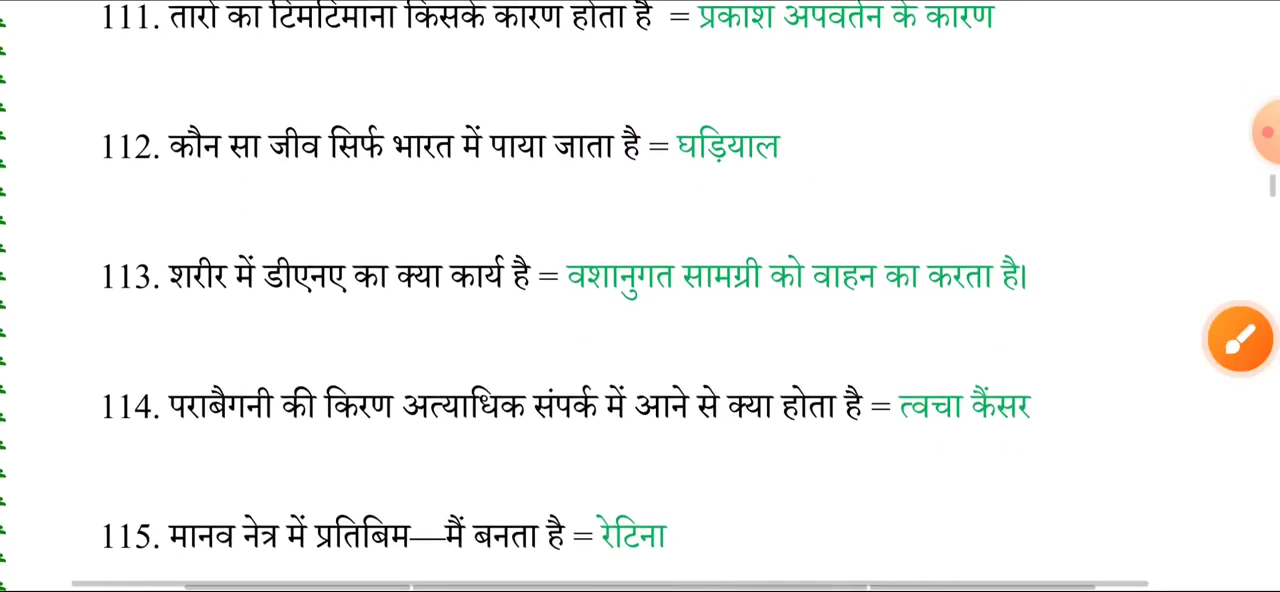 111. तारों का टिमटिमाना किसके कारण होता है = प्रकाश अपवर्तन के कारण
112. कौन सा जीव सिर्फ भारत में पाया जाता है = घड़ियाल
113. शरीर में डीएनए का क्या कार्य है = वशानुगत सामग्री को वाहन का करता है।
114. पराबैगनी की किरण अत्याधिक संपर्क में आने से क्या होता है = त्वचा कैंसर
115. मानव नेत्र में प्रतिबिम—मैं बनता है = रेटिना